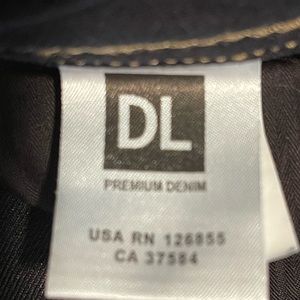 DL
PREMIUM DENIM
USA RN 126855
CA 37584